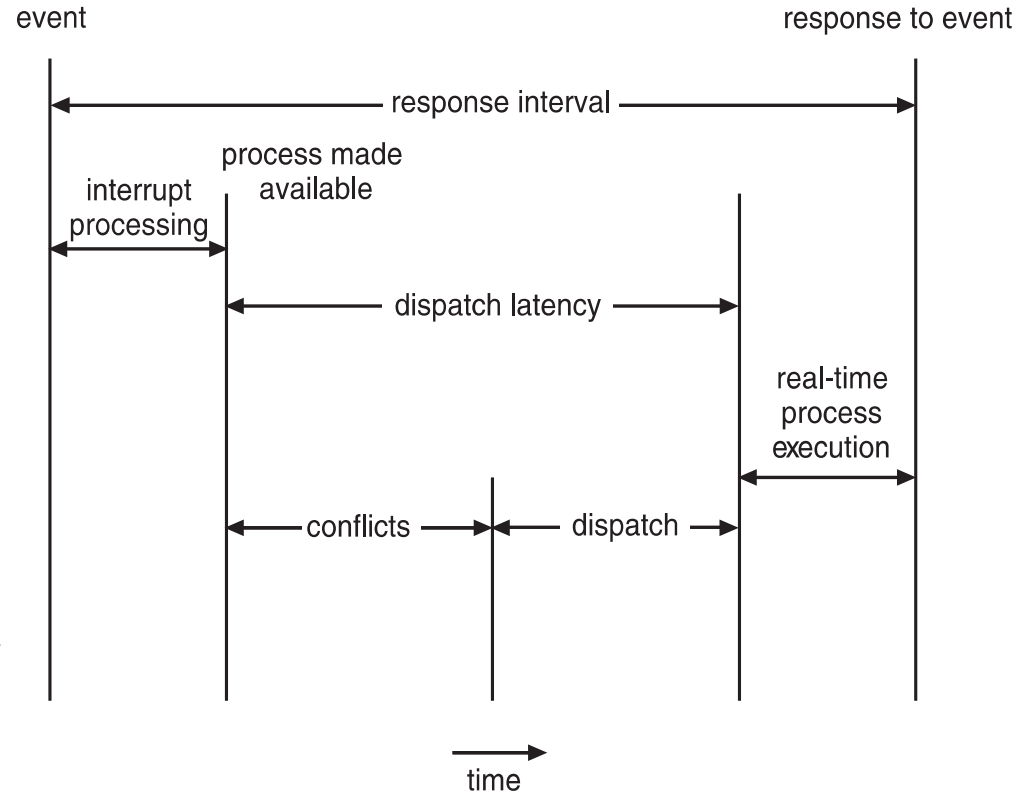 event
response to event
response interval
process made
available
interrupt
processing
dispatch latency
real-time
process
execution
conflicts
dispatch
time